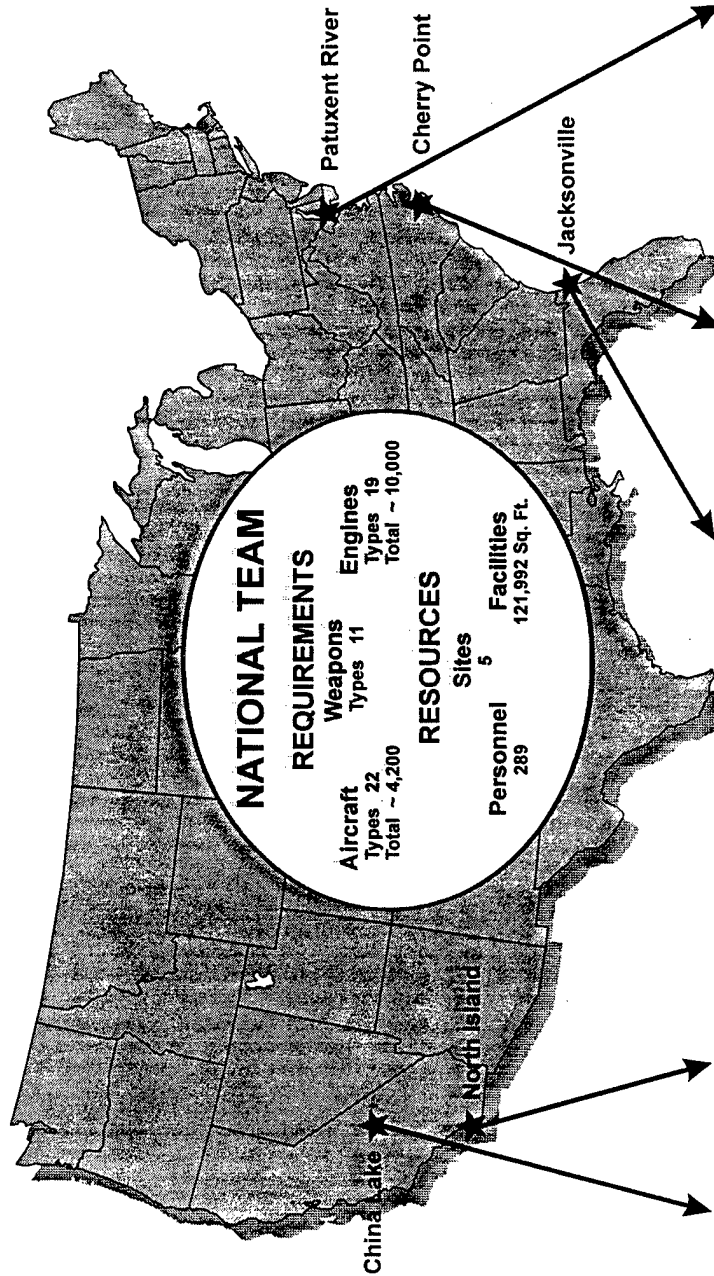 NATIONAL TEAM
REQUIREMENTS
Weapons
Types 11
Aircraft
Types 22
Total ~ 4,200
Engines
Types 19
Total ~ 10,000
RESOURCES
Sites
5
Personnel
289
Facilities
121,992 Sq. Ft.
China Lake
North Island
Patuxent River
Cherry Point
Jacksonville